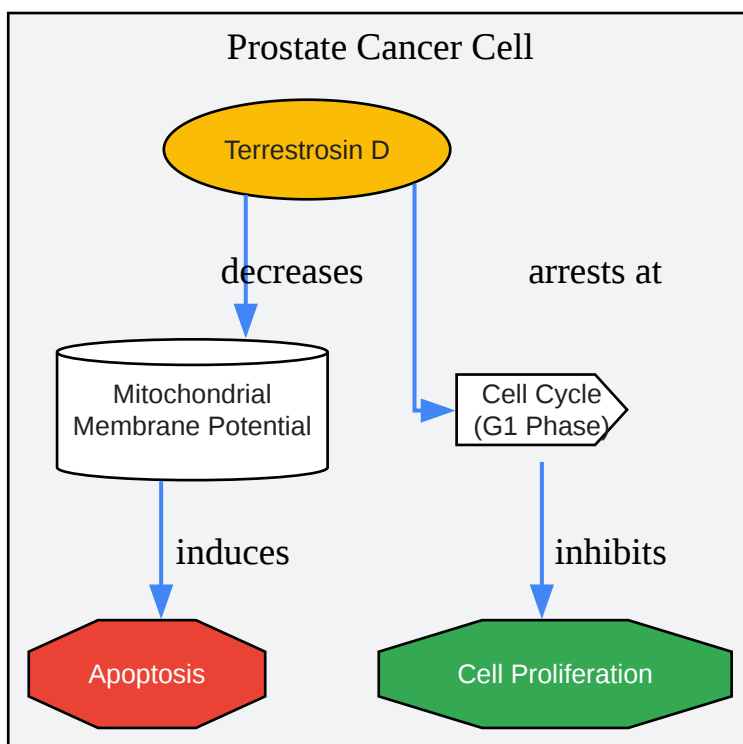 Prostate Cancer Cell
Terrestrosin D
decreases
arrests at
Mitochondrial
Membrane Potential
Cell Cycle
(G1 Phase)
induces
inhibits
Apoptosis
Cell Proliferation